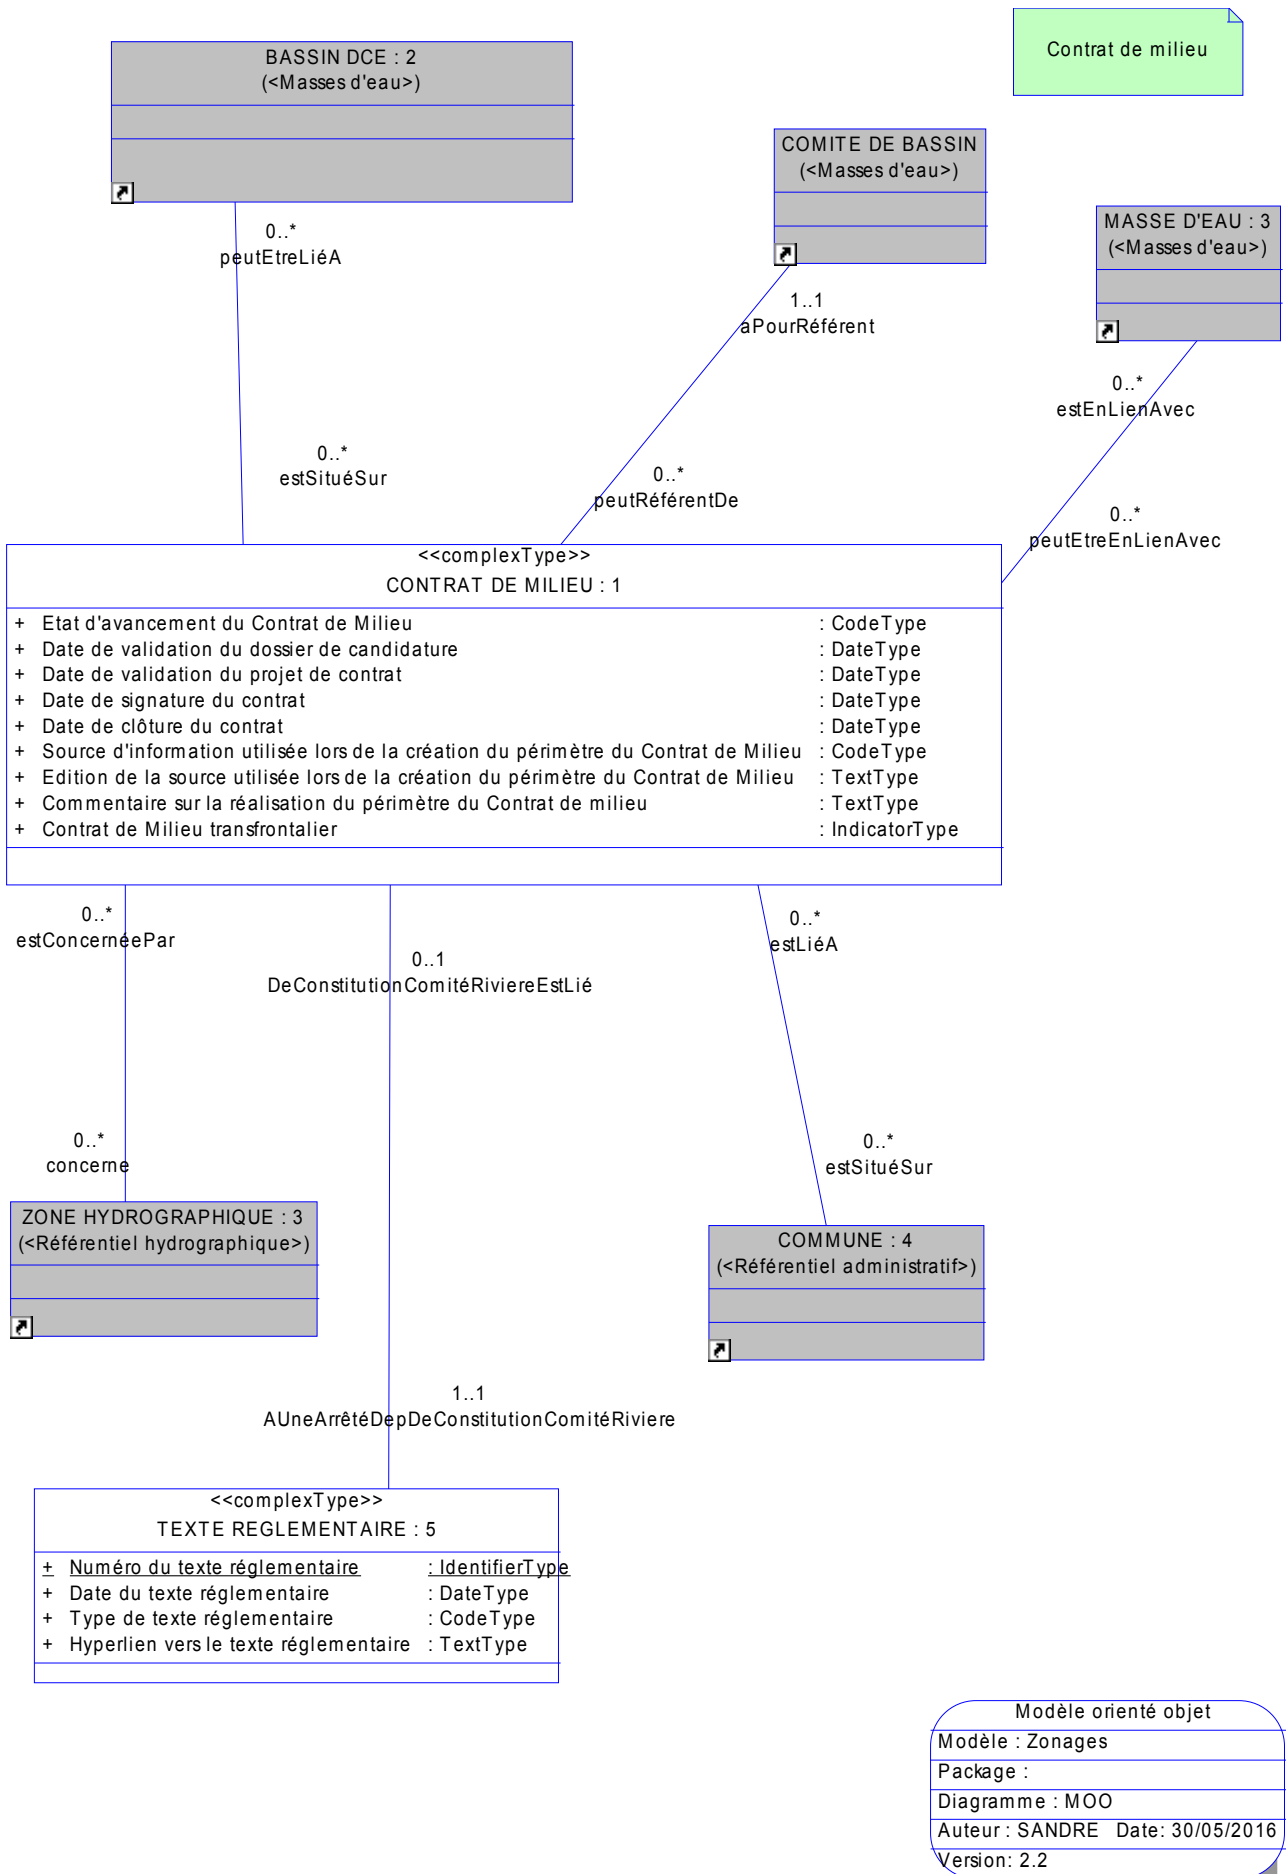 BASSIN DCE : 2
(<Masses d'eau>)
Contrat de milieu
COMITE DE BASSIN
(<Masses d'eau>)
MASSE D'EAU : 3
(<Masses d'eau>)
0..*
peutEtreLiéA
1..1
aPourRéférent
0..*
estEnLienAvec
0..*
estSituéSur
0..*
peutRéférentDe
0..*
peutEtreEnLienAvec
<<complexType>>
CONTRAT DE MILIEU : 1
+ Etat d'avancement du Contrat de Milieu : CodeType
+ Date de validation du dossier de candidature : DateType
+ Date de validation du projet de contrat : DateType
+ Date de signature du contrat : DateType
+ Date de clôture du contrat : DateType
+ Source d'information utilisée lors de la création du périmètre du Contrat de Milieu : CodeType
+ Edition de la source utilisée lors de la création du périmètre du Contrat de Milieu : TextType
+ Commentaire sur la réalisation du périmètre du Contrat de milieu : TextType
+ Contrat de Milieu transfrontalier : IndicatorType
0..*
estConcernéePar
0..1
DeConstitutionComitéRiviereEstLié
0..*
estLiéA
0..*
concerne
0..*
estSituéSur
ZONE HYDROGRAPHIQUE : 3
(<Référentiel hydrographique>)
COMMUNE : 4
(<Référentiel administratif>)
1..1
AUneArrêtéDepDeConstitutionComitéRiviere
<<complexType>>
TEXTE REGLEMENTAIRE : 5
+ Numéro du texte réglementaire : IdentifierType
+ Date du texte réglementaire : DateType
+ Type de texte réglementaire : CodeType
+ Hyperlien vers le texte réglementaire : TextType
Modèle orienté objet
Modèle : Zonages
Package :
Diagramme : MOO
Auteur : SANDRE Date: 30/05/2016
Version: 2.2